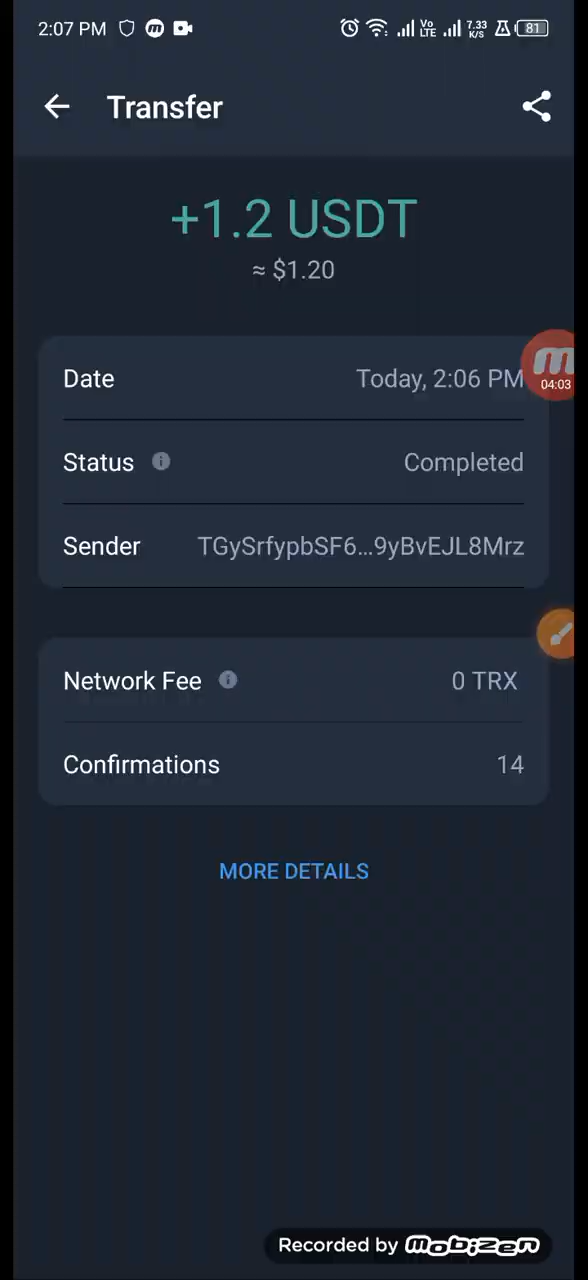 2:07 PM Vo LTE 7.33 K/S 81
Transfer
+1.2 USDT
≈ $1.20
Date Today, 2:06 PM
04:03
Status Completed
Sender TGySrfypbSF6...9yBvEJL8Mrz
Network Fee 0 TRX
Confirmations 14
MORE DETAILS
Recorded by mobizen